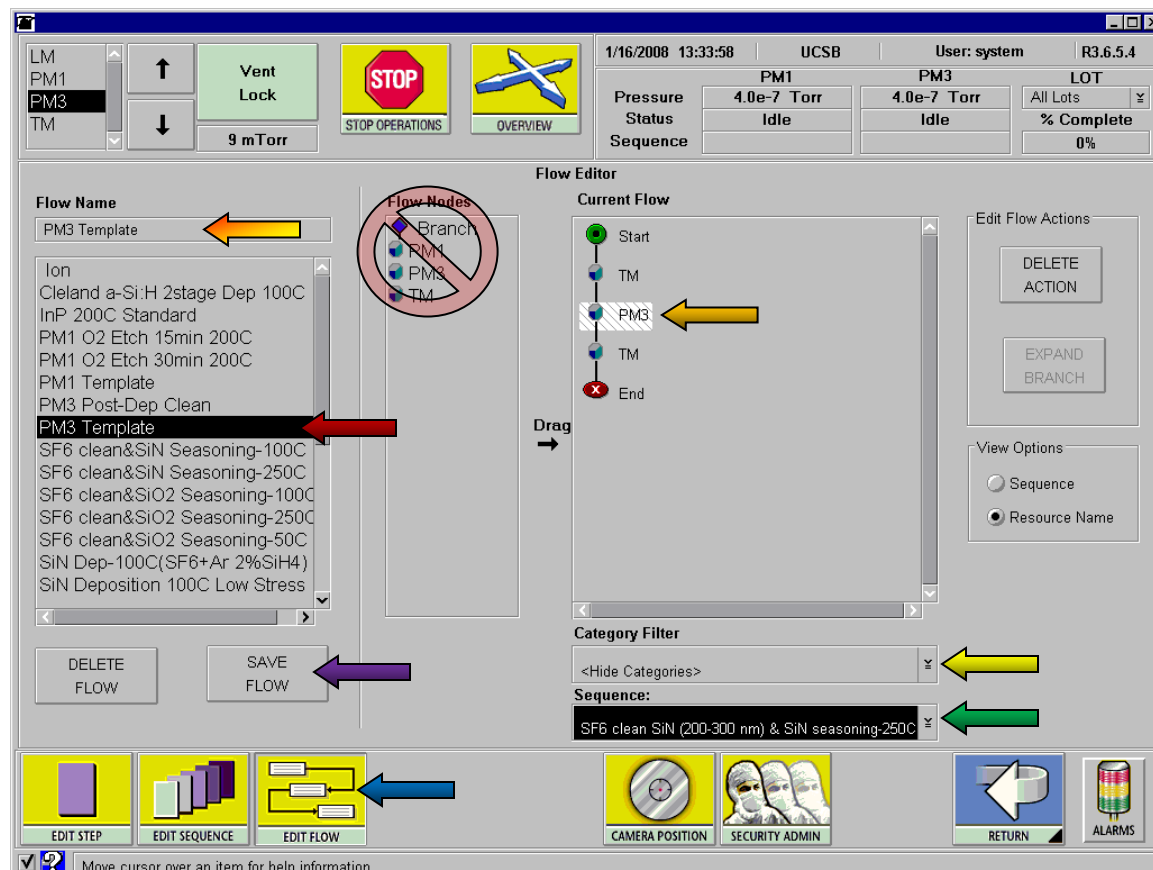 LM
PM1
PM3
TM
Vent
Lock
9 mTorr
STOP
STOP OPERATIONS
OVERVIEW
1/16/2008 13:33:58
UCSB
User: system
R3.6.5.4
PM1
PM3
LOT
Pressure
4.0e-7 Torr
4.0e-7 Torr
All Lots
Status
Idle
Idle
% Complete
Sequence
0%
Flow Editor
Flow Name
PM3 Template
Ion
Cleland a-Si:H 2stage Dep 100C
InP 200C Standard
PM1 O2 Etch 15min 200C
PM1 O2 Etch 30min 200C
PM1 Template
PM3 Post-Dep Clean
PM3 Template
SF6 clean&SiN Seasoning-100C
SF6 clean&SiN Seasoning-250C
SF6 clean&SiO2 Seasoning-100C
SF6 clean&SiO2 Seasoning-250C
SF6 clean&SiO2 Seasoning-50C
SiN Dep-100C(SF6+Ar 2%SiH4)
SiN Deposition 100C Low Stress
DELETE
FLOW
SAVE
FLOW
Flow Nodes
Branch
PM1
PM3
TM
Drag
Current Flow
Start
TM
PM3
TM
End
Category Filter
<Hide Categories>
Sequence:
SF6 clean SiN (200-300 nm) & SiN seasoning-250C
Edit Flow Actions
DELETE
ACTION
EXPAND
BRANCH
View Options
Sequence
Resource Name
EDIT STEP
EDIT SEQUENCE
EDIT FLOW
CAMERA POSITION
SECURITY ADMIN
RETURN
ALARMS
Move cursor over an item for help information